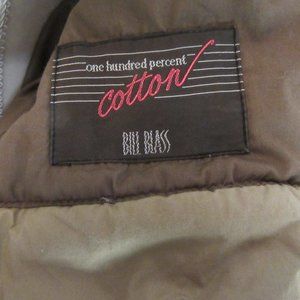 one hundred percent
cotton
BILL BLASS